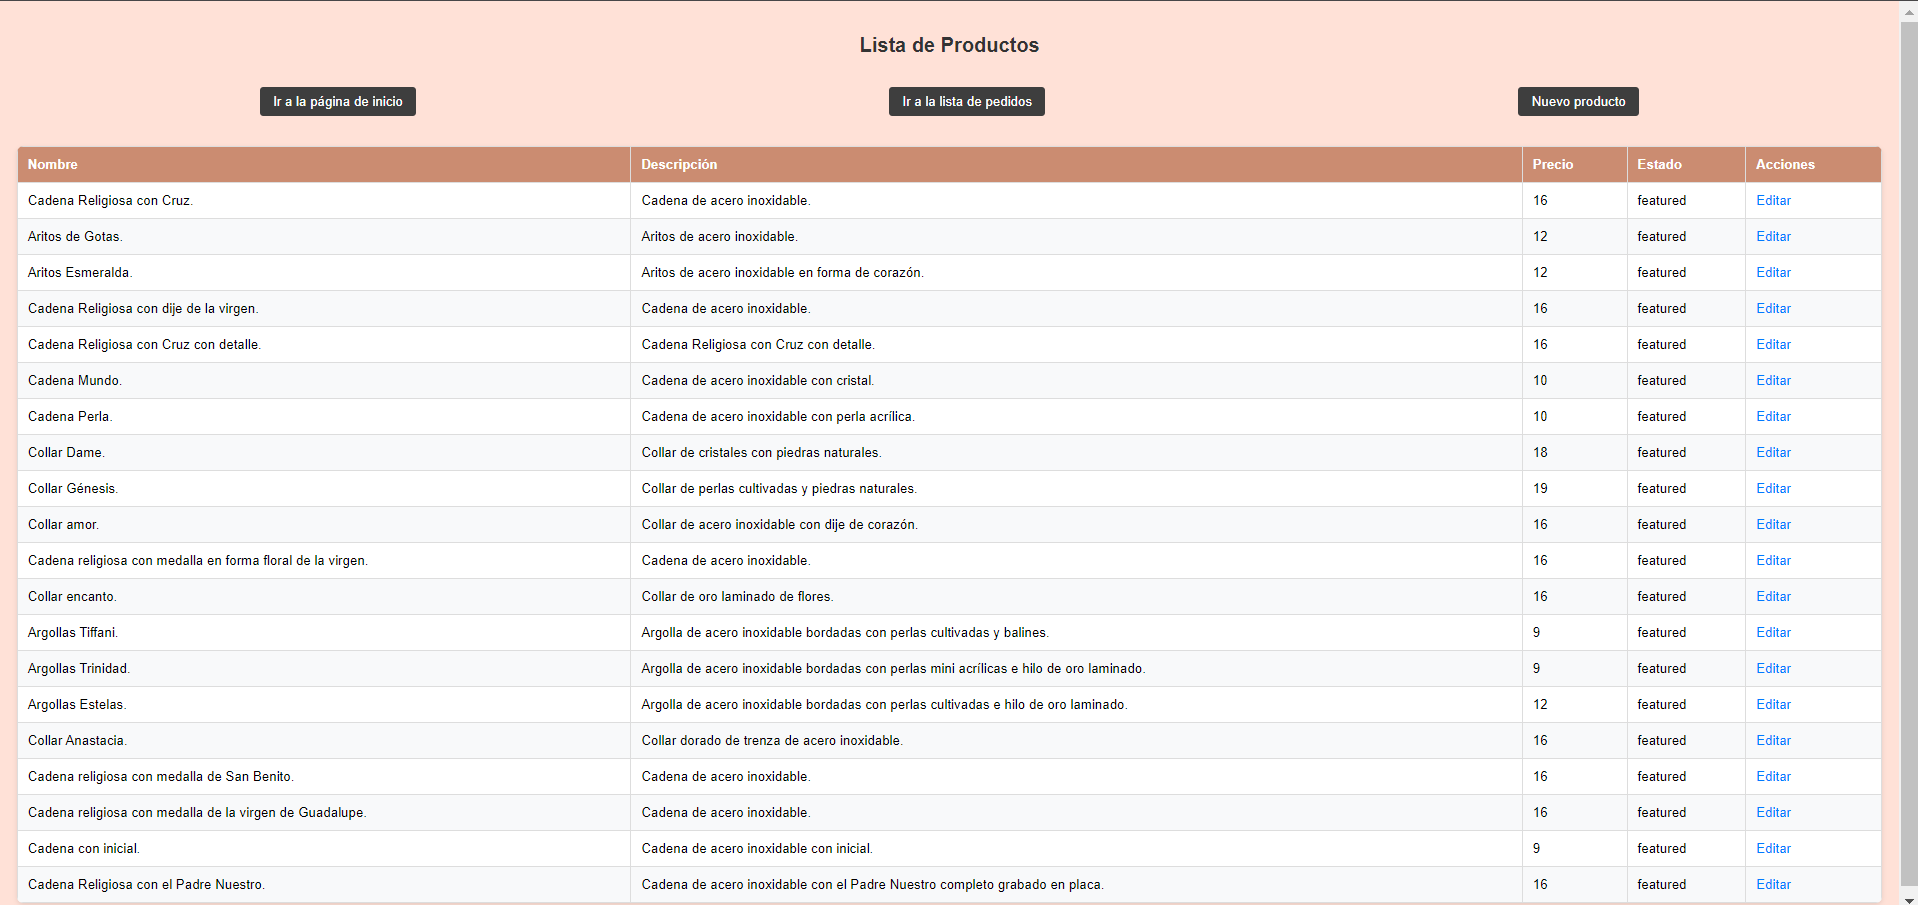 Lista de Productos
Ir a la página de inicio Ir a la lista de pedidos Nuevo producto
Nombre Descripción Precio Estado Acciones
Cadena Religiosa con Cruz. Cadena de acero inoxidable. 16 featured Editar
Aritos de Gotas. Aritos de acero inoxidable. 12 featured Editar
Aritos Esmeralda. Aritos de acero inoxidable en forma de corazón. 12 featured Editar
Cadena Religiosa con dije de la virgen. Cadena de acero inoxidable. 16 featured Editar
Cadena Religiosa con Cruz con detalle. Cadena Religiosa con Cruz con detalle. 16 featured Editar
Cadena Mundo. Cadena de acero inoxidable con cristal. 10 featured Editar
Cadena Perla. Cadena de acero inoxidable con perla acrílica. 10 featured Editar
Collar Dame. Collar de cristales con piedras naturales. 18 featured Editar
Collar Génesis. Collar de perlas cultivadas y piedras naturales. 19 featured Editar
Collar amor. Collar de acero inoxidable con dije de corazón. 16 featured Editar
Cadena religiosa con medalla en forma floral de la virgen. Cadena de acero inoxidable. 16 featured Editar
Collar encanto. Collar de oro laminado de flores. 16 featured Editar
Argollas Tiffani. Argolla de acero inoxidable bordadas con perlas cultivadas y balines. 9 featured Editar
Argollas Trinidad. Argolla de acero inoxidable bordadas con perlas mini acrílicas e hilo de oro laminado. 9 featured Editar
Argollas Estelas. Argolla de acero inoxidable bordadas con perlas cultivadas e hilo de oro laminado. 12 featured Editar
Collar Anastacia. Collar dorado de trenza de acero inoxidable. 16 featured Editar
Cadena religiosa con medalla de San Benito. Cadena de acero inoxidable. 16 featured Editar
Cadena religiosa con medalla de la virgen de Guadalupe. Cadena de acero inoxidable. 16 featured Editar
Cadena con inicial. Cadena de acero inoxidable con inicial. 9 featured Editar
Cadena Religiosa con el Padre Nuestro. Cadena de acero inoxidable con el Padre Nuestro completo grabado en placa. 16 featured Editar